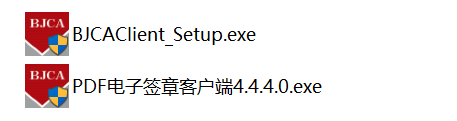 BJCA
BJCAClient_Setup.exe
BJCA
PDF电子签章客户端4.4.4.0.exe